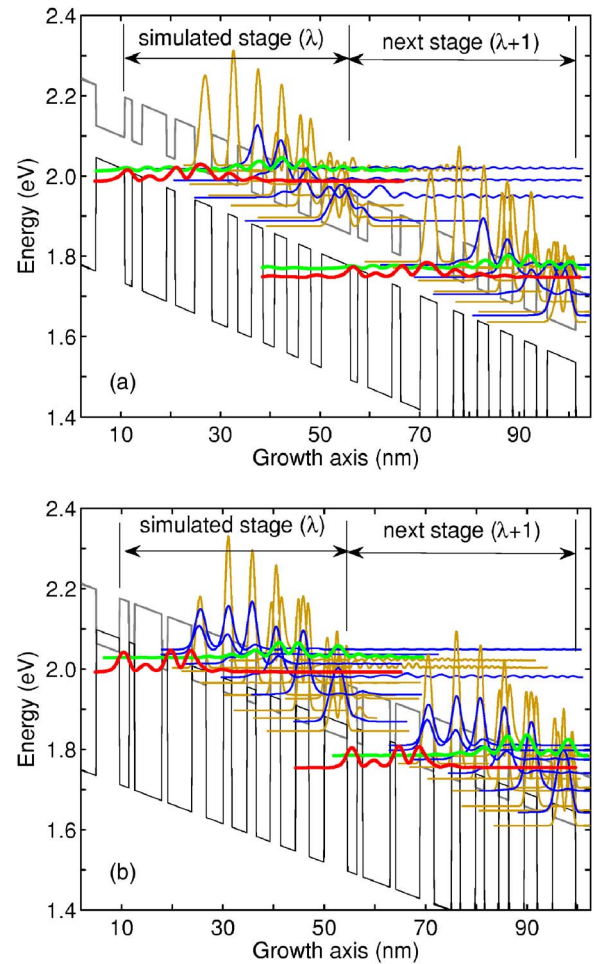 simulated stage (λ)
next stage (λ+1)
2.4
2.2
2.0
1.8
1.6
1.4
Energy (eV)
(a)
10 30 50 70 90
Growth axis (nm)
simulated stage (λ)
next stage (λ+1)
2.4
2.2
2.0
1.8
1.6
1.4
Energy (eV)
(b)
10 30 50 70 90
Growth axis (nm)